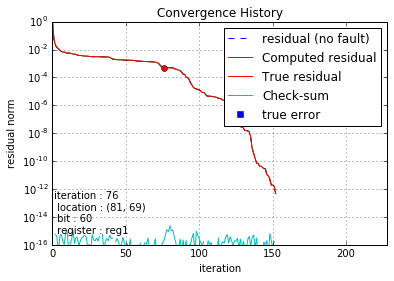 Convergence History
10^0
10^-2
10^-4
10^-6
10^-8
10^-10
10^-12
10^-14
10^-16
residual norm
residual (no fault)
Computed residual
True residual
Check-sum
true error
iteration : 76
location : (81, 69)
bit : 60
register : reg1
0 50 100 150 200
iteration